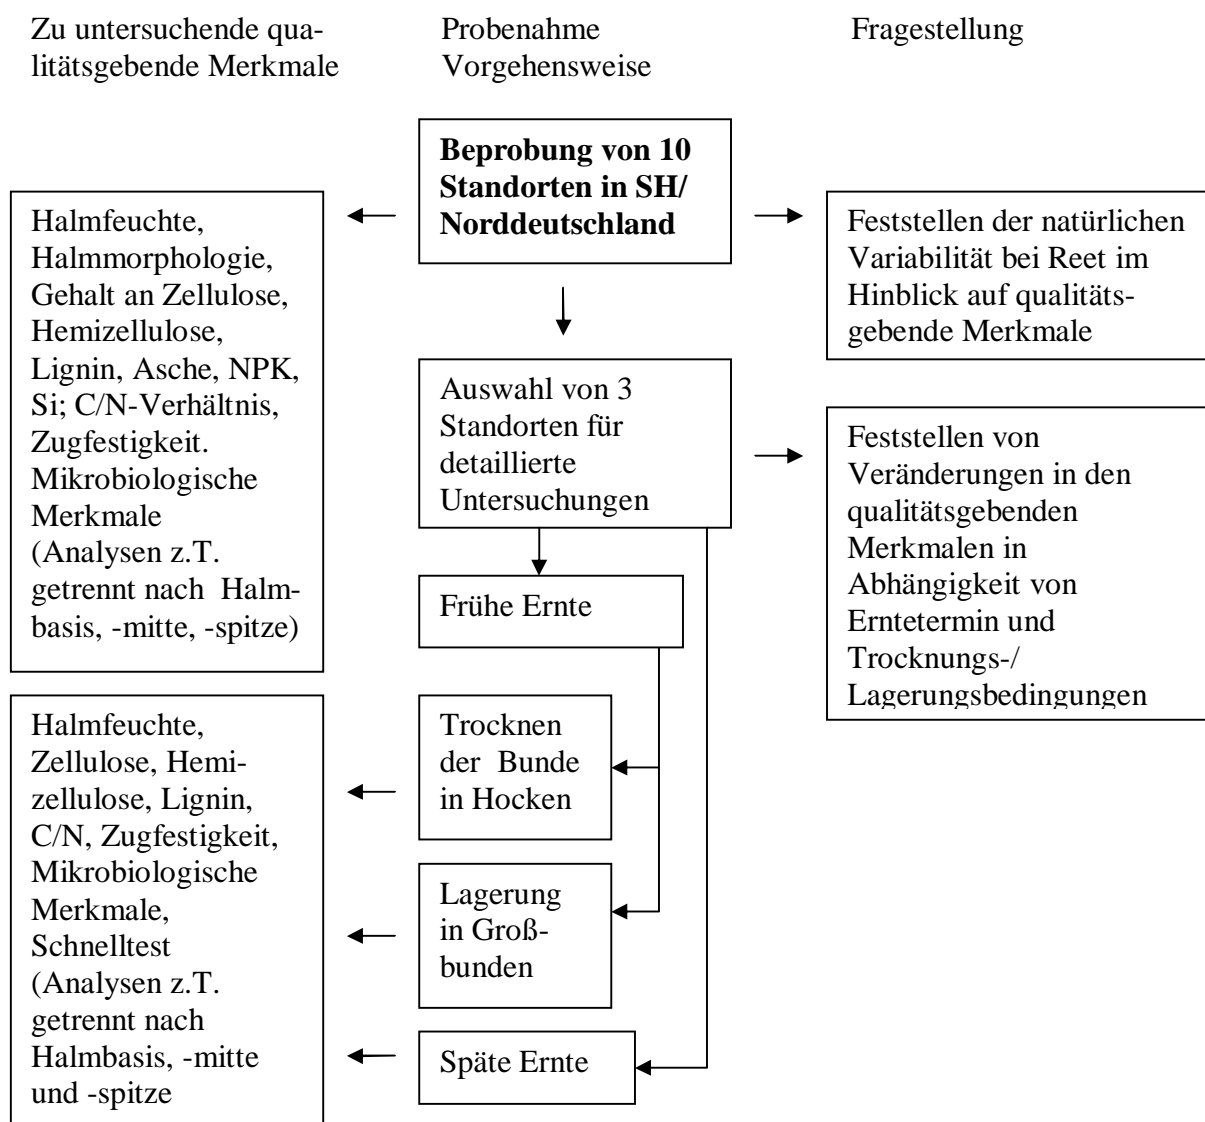 Zu untersuchende qua-
litätsgebende Merkmale
Probenahme
Vorgehensweise
Fragestellung
Beprobung von 10
Standorten in SH/
Norddeutschland
Halmfeuchte,
Halmmorphologie,
Gehalt an Zellulose,
Hemizellulose,
Lignin, Asche, NPK,
Si; C/N-Verhältnis,
Zugfestigkeit.
Mikrobiologische
Merkmale
(Analysen z.T.
getrennt nach Halm-
basis, -mitte, -spitze)
Feststellen der natürlichen
Variabilität bei Reet im
Hinblick auf qualitäts-
gebende Merkmale
Auswahl von 3
Standorten für
detaillierte
Untersuchungen
Feststellen von
Veränderungen in den
qualitätsgebenden
Merkmalen in
Abhängigkeit von
Erntetermin und
Trocknungs-/
Lagerungsbedingungen
Frühe Ernte
Halmfeuchte,
Zellulose, Hemi-
zellulose, Lignin,
C/N, Zugfestigkeit,
Mikrobiologische
Merkmale,
Schnelltest
(Analysen z.T.
getrennt nach
Halmbasis, -mitte
und -spitze
Trocknen
der Bunde
in Hocken
Lagerung
in Groß-
bunden
Späte Ernte